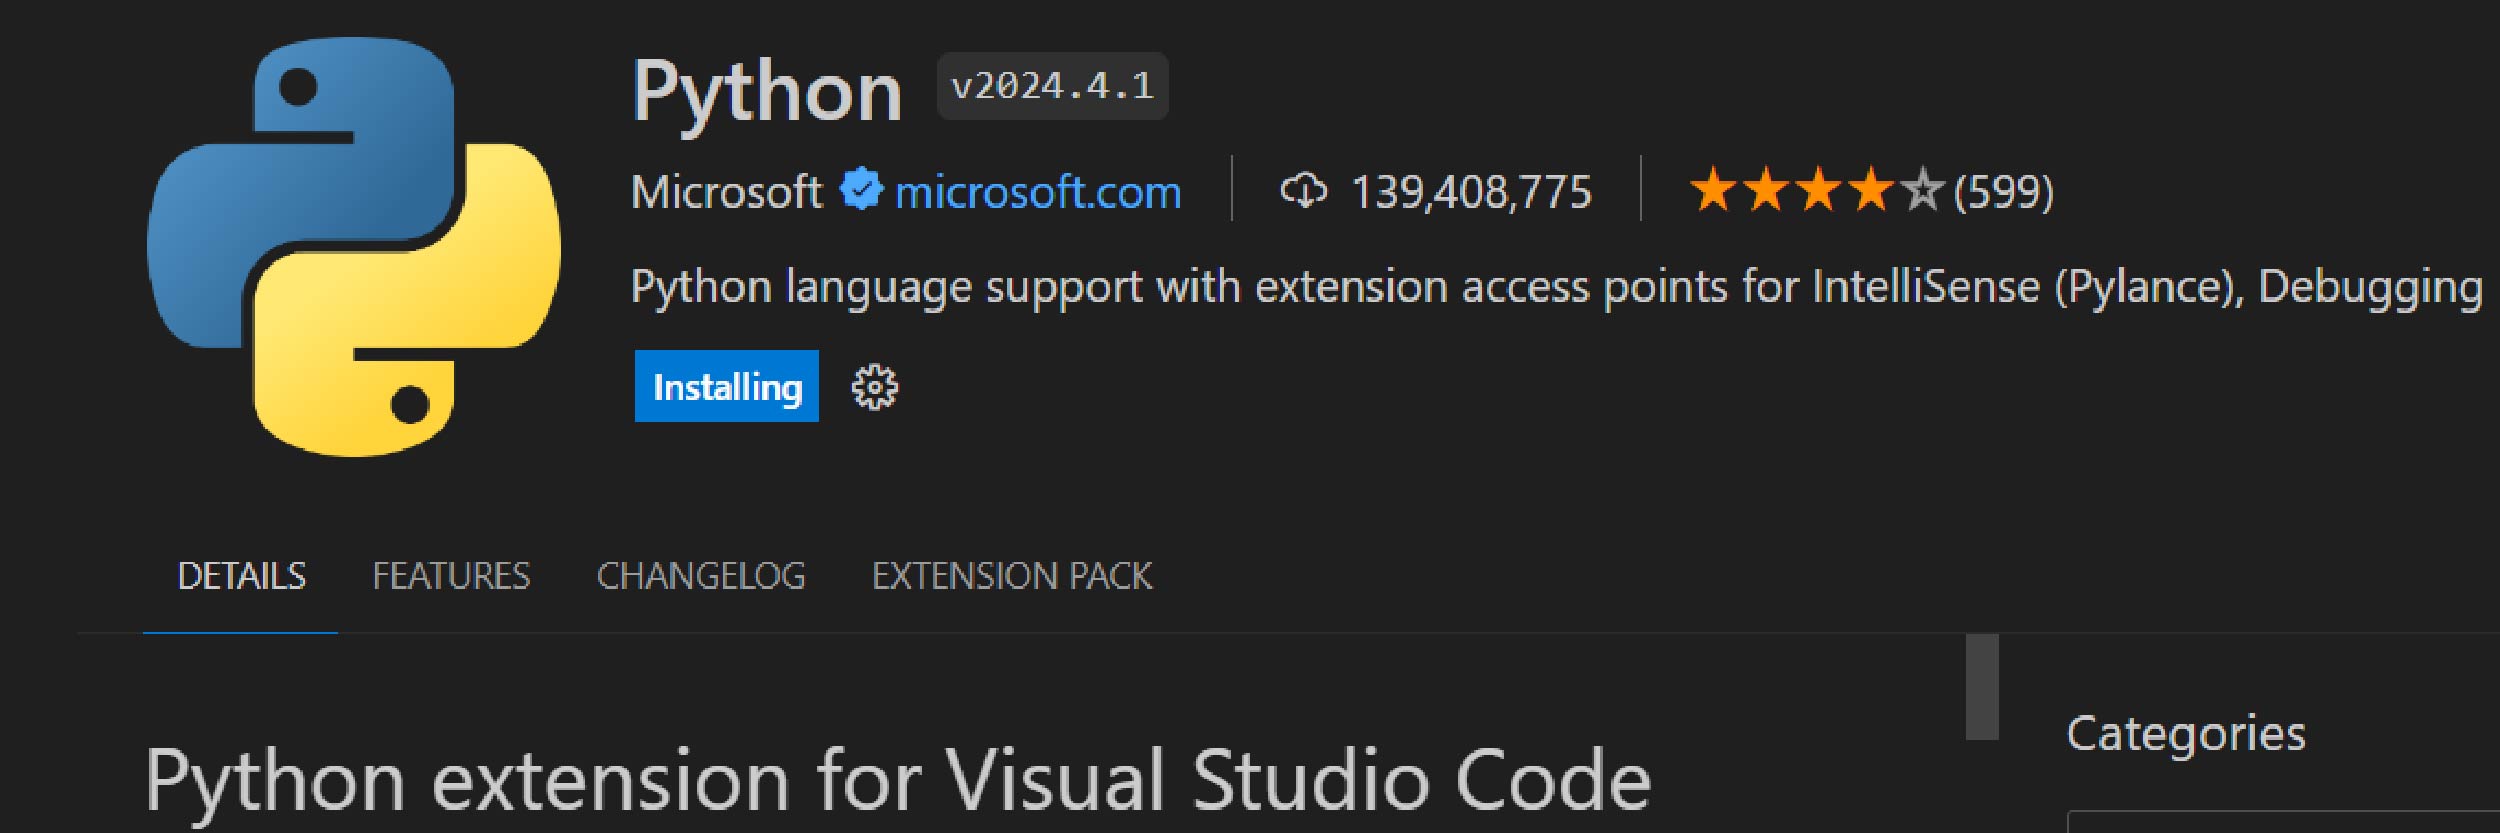 Python v2024.4.1
Microsoft microsoft.com 139,408,775 (599)
Python language support with extension access points for IntelliSense (Pylance), Debugging
Installing
DETAILS FEATURES CHANGELOG EXTENSION PACK
Python extension for Visual Studio Code
Categories